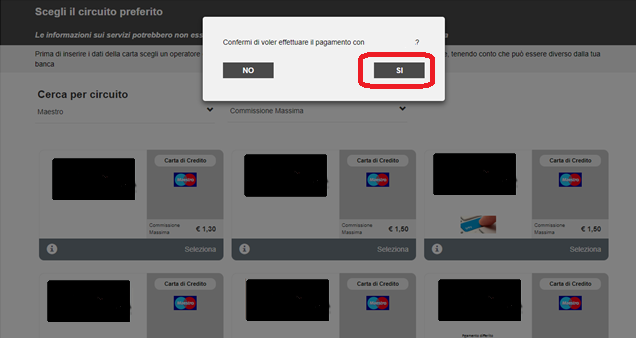 Scegli il circuito preferito
Le informazioni sui servizi potrebbero non ess
a
Confermi di voler effettuare il pagamento con ?
NO
SI
Prima di inserire i dati della carta scegli un operatore
, tenendo conto che può essere diverso dalla tua
banca
Cerca per circuito
Maestro
Commissione Massima
Carta di Credito
Carta di Credito
Carta di Credito
Commissione
Massima
€ 1,30
Commissione
Massima
€ 1,50
Commissione
Massima
€ 1,50
Seleziona
Seleziona
Seleziona
Carta di Credito
Carta di Credito
Carta di Credito